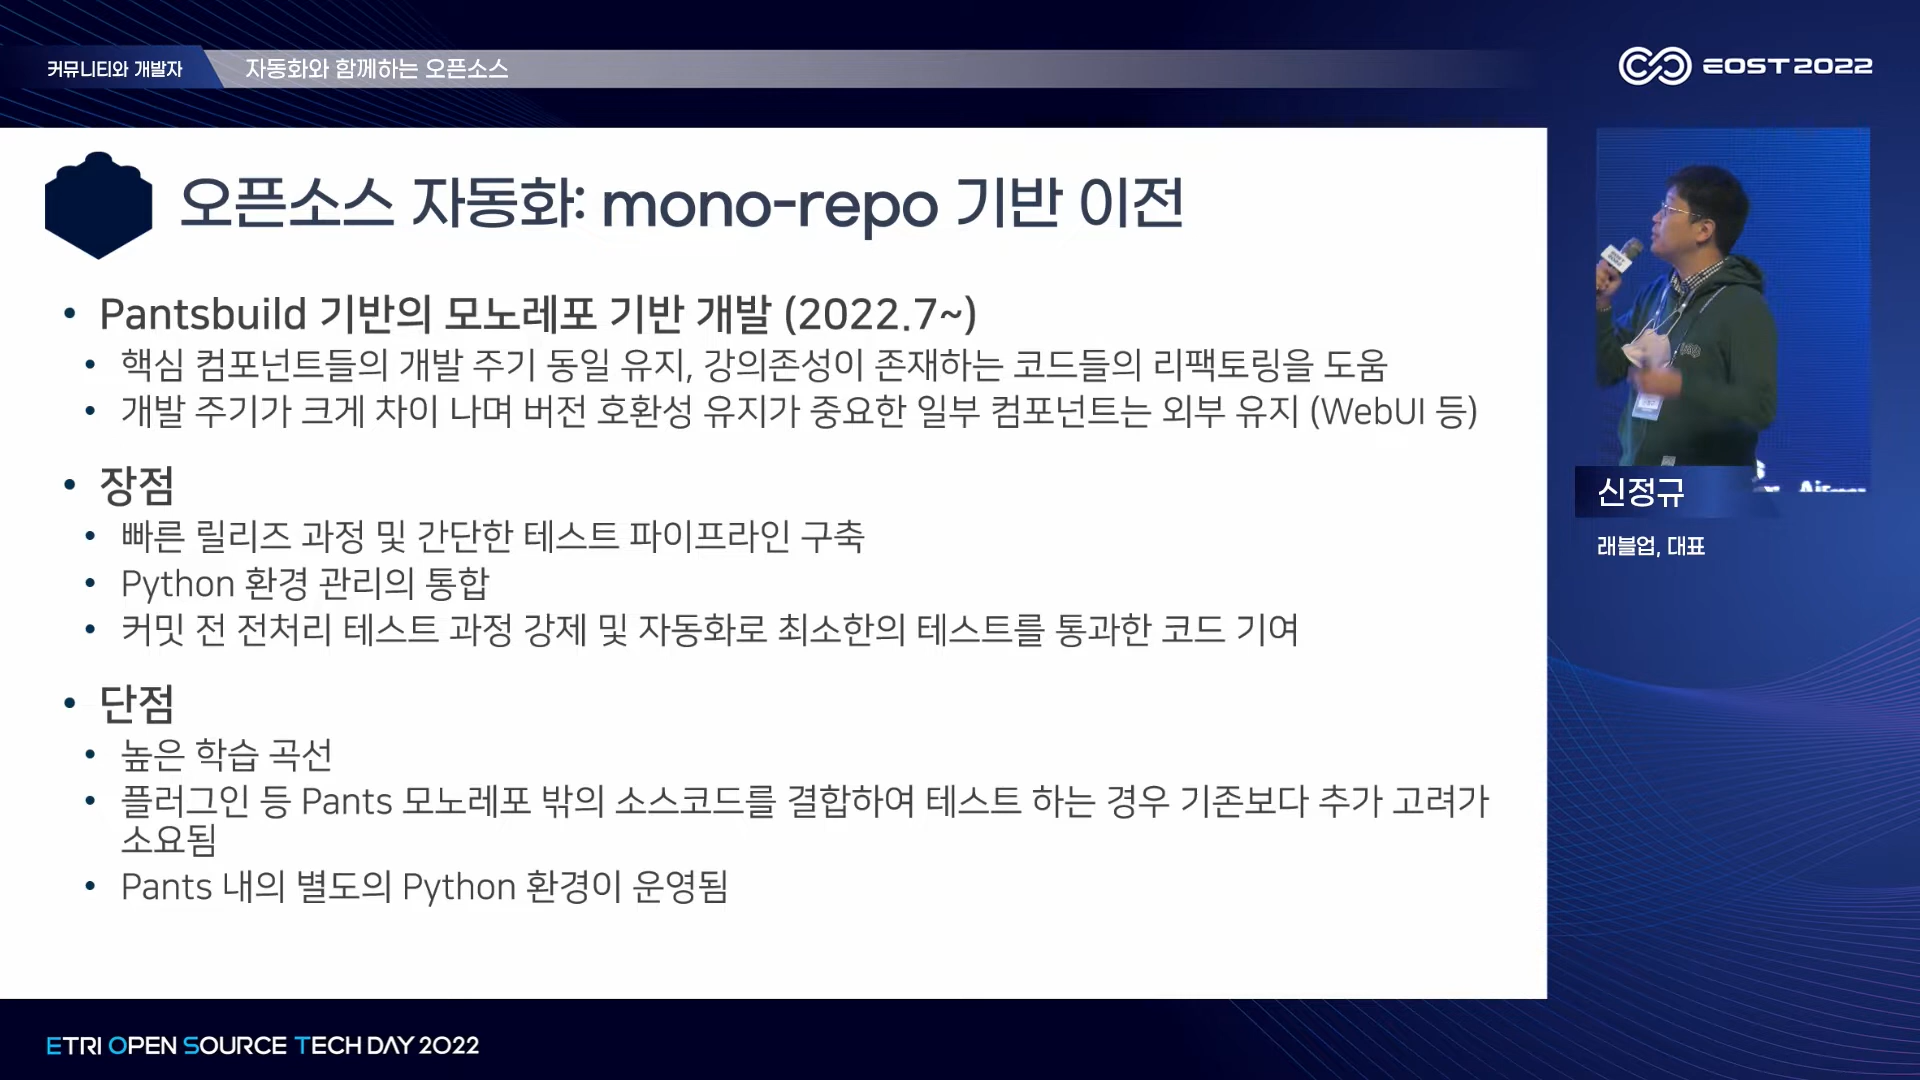 커뮤니티와 개발자
자동화와 함께하는 오픈소스
EOST 2022
오픈소스 자동화: mono-repo 기반 이전
• Pantsbuild 기반의 모노레포 기반 개발 (2022.7~)
• 핵심 컴포넌트들의 개발 주기 동일 유지, 강의존성이 존재하는 코드들의 리팩토링을 도움
• 개발 주기가 크게 차이 나며 버전 호환성 유지가 중요한 일부 컴포넌트는 외부 유지 (WebUI 등)
• 장점
• 빠른 릴리즈 과정 및 간단한 테스트 파이프라인 구축
• Python 환경 관리의 통합
• 커밋 전 전처리 테스트 과정 강제 및 자동화로 최소한의 테스트를 통과한 코드 기여
• 단점
• 높은 학습 곡선
• 플러그인 등 Pants 모노레포 밖의 소스코드를 결합하여 테스트 하는 경우 기존보다 추가 고려가
소요됨
• Pants 내의 별도의 Python 환경이 운영됨
신정규
래블업, 대표
ETRI OPEN SOURCE TECH DAY 2022